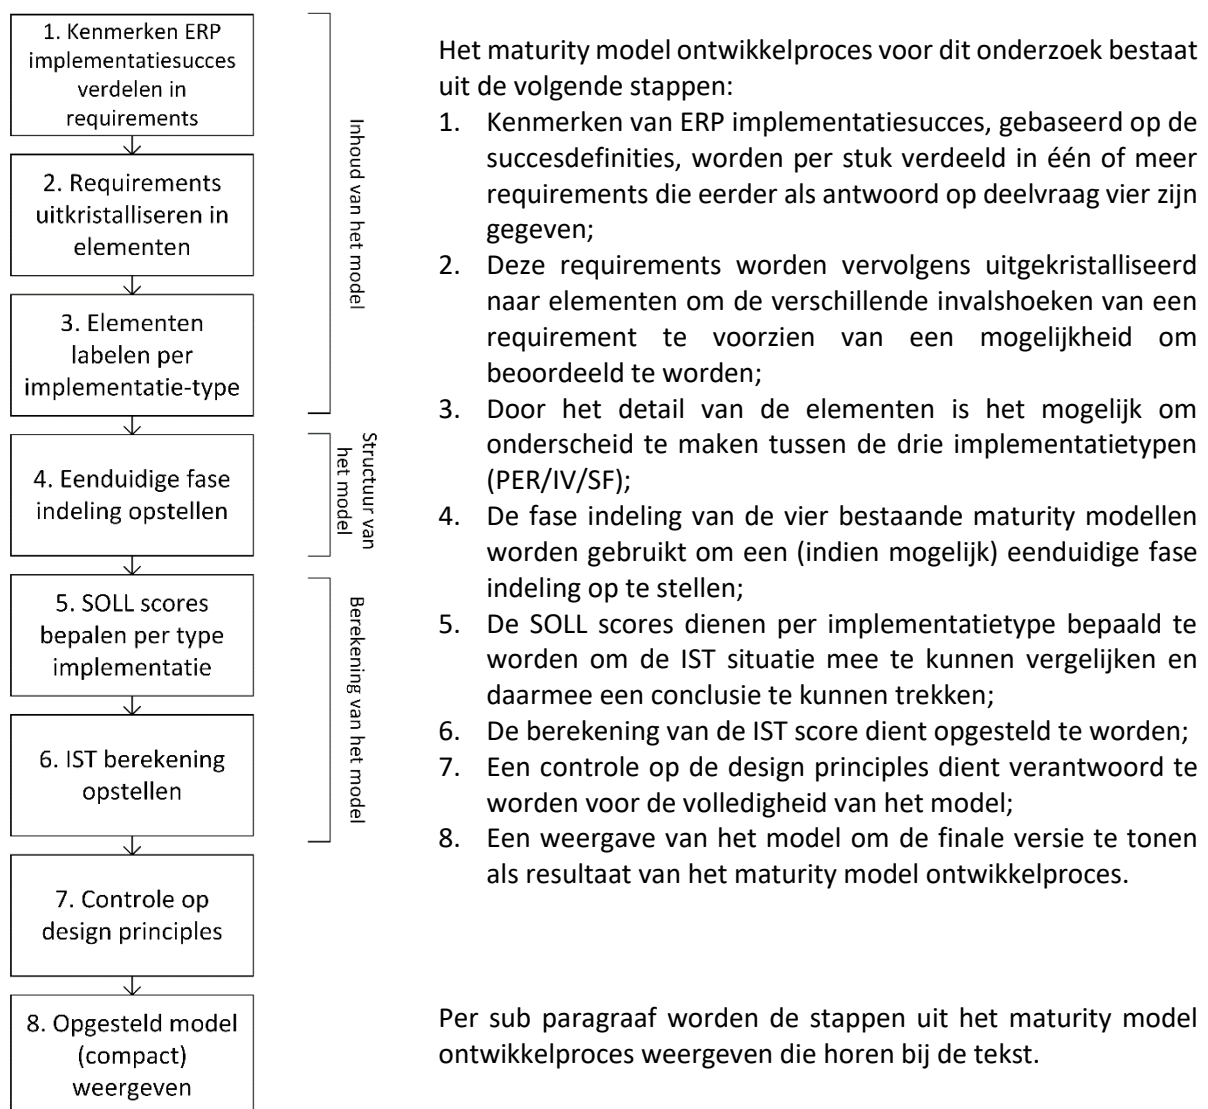 1. Kenmerken ERP
implementatiesucces
verdelen in
requirements
2. Requirements
uitkristalliseren in
elementen
3. Elementen
labelen per
implementatie-type
4. Eenduidige fase
indeling opstellen
5. SOLL scores
bepalen per type
implementatie
6. IST berekening
opstellen
7. Controle op
design principles
8. Opgesteld model
(compact)
weergeven
Inhoud van het model
Structuur van
het model
Berekening van het model
Het maturity model ontwikkelproces voor dit onderzoek bestaat
uit de volgende stappen:
1. Kenmerken van ERP implementatiesucces, gebaseerd op de
succesdefinities, worden per stuk verdeeld in één of meer
requirements die eerder als antwoord op deelvraag vier zijn
gegeven;
2. Deze requirements worden vervolgens uitgekristalliseerd
naar elementen om de verschillende invalshoeken van een
requirement te voorzien van een mogelijkheid om
beoordeeld te worden;
3. Door het detail van de elementen is het mogelijk om
onderscheid te maken tussen de drie implementatietypen
(PER/IV/SF);
4. De fase indeling van de vier bestaande maturity modellen
worden gebruikt om een (indien mogelijk) eenduidige fase
indeling op te stellen;
5. De SOLL scores dienen per implementatietype bepaald te
worden om de IST situatie mee te kunnen vergelijken en
daarmee een conclusie te kunnen trekken;
6. De berekening van de IST score dient opgesteld te worden;
7. Een controle op de design principles dient verantwoord te
worden voor de volledigheid van het model;
8. Een weergave van het model om de finale versie te tonen
als resultaat van het maturity model ontwikkelproces.
Per sub paragraaf worden de stappen uit het maturity model
ontwikkelproces weergeven die horen bij de tekst.